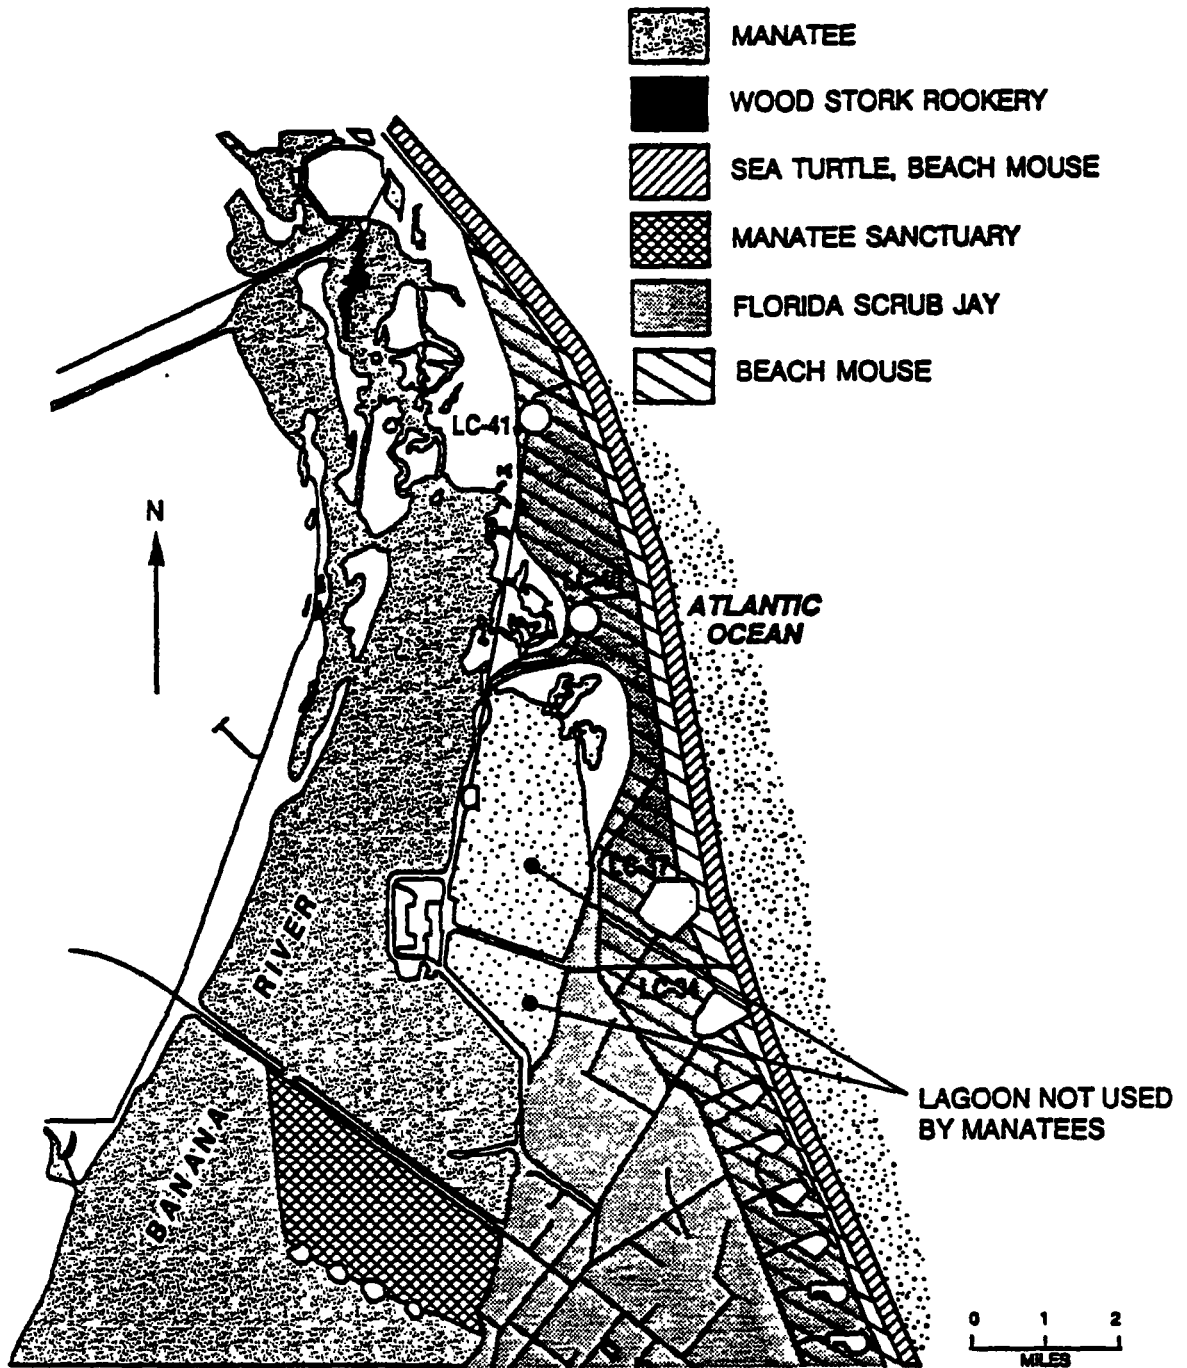 MANATEE
WOOD STORK ROOKERY
SEA TURTLE, BEACH MOUSE
MANATEE SANCTUARY
FLORIDA SCRUB JAY
BEACH MOUSE
LC-41
N
ATLANTIC
OCEAN
LC-37
RIVER
LC-34
LAGOON NOT USED
BY MANATEES
BANANA
0 1 2
MILES